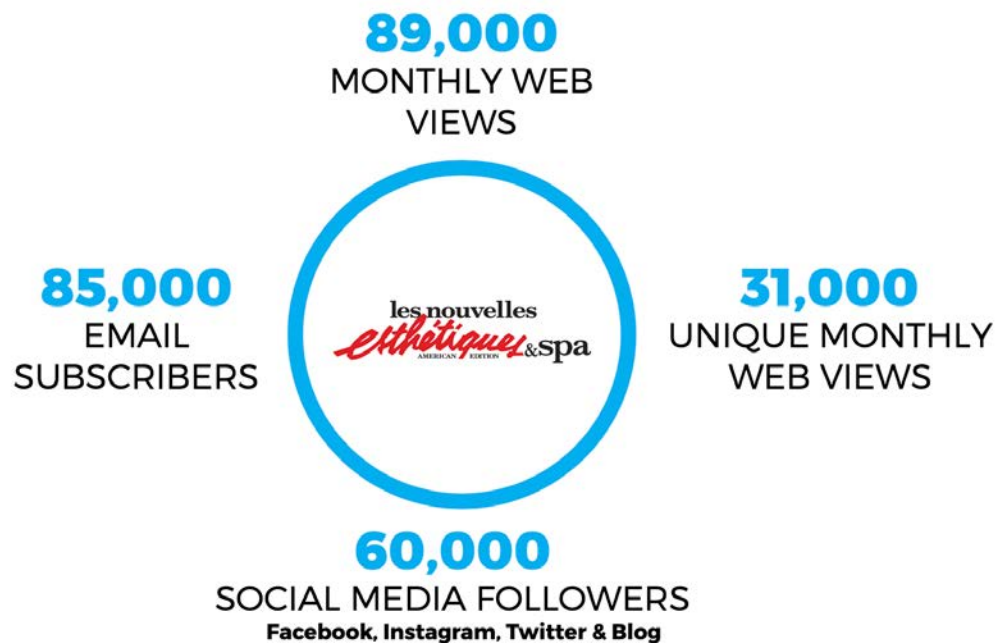 89,000
MONTHLY WEB
VIEWS
85,000
EMAIL
SUBSCRIBERS
les nouvelles
esthétiques &spa
AMERICAN EDITION
31,000
UNIQUE MONTHLY
WEB VIEWS
60,000
SOCIAL MEDIA FOLLOWERS
Facebook, Instagram, Twitter & Blog